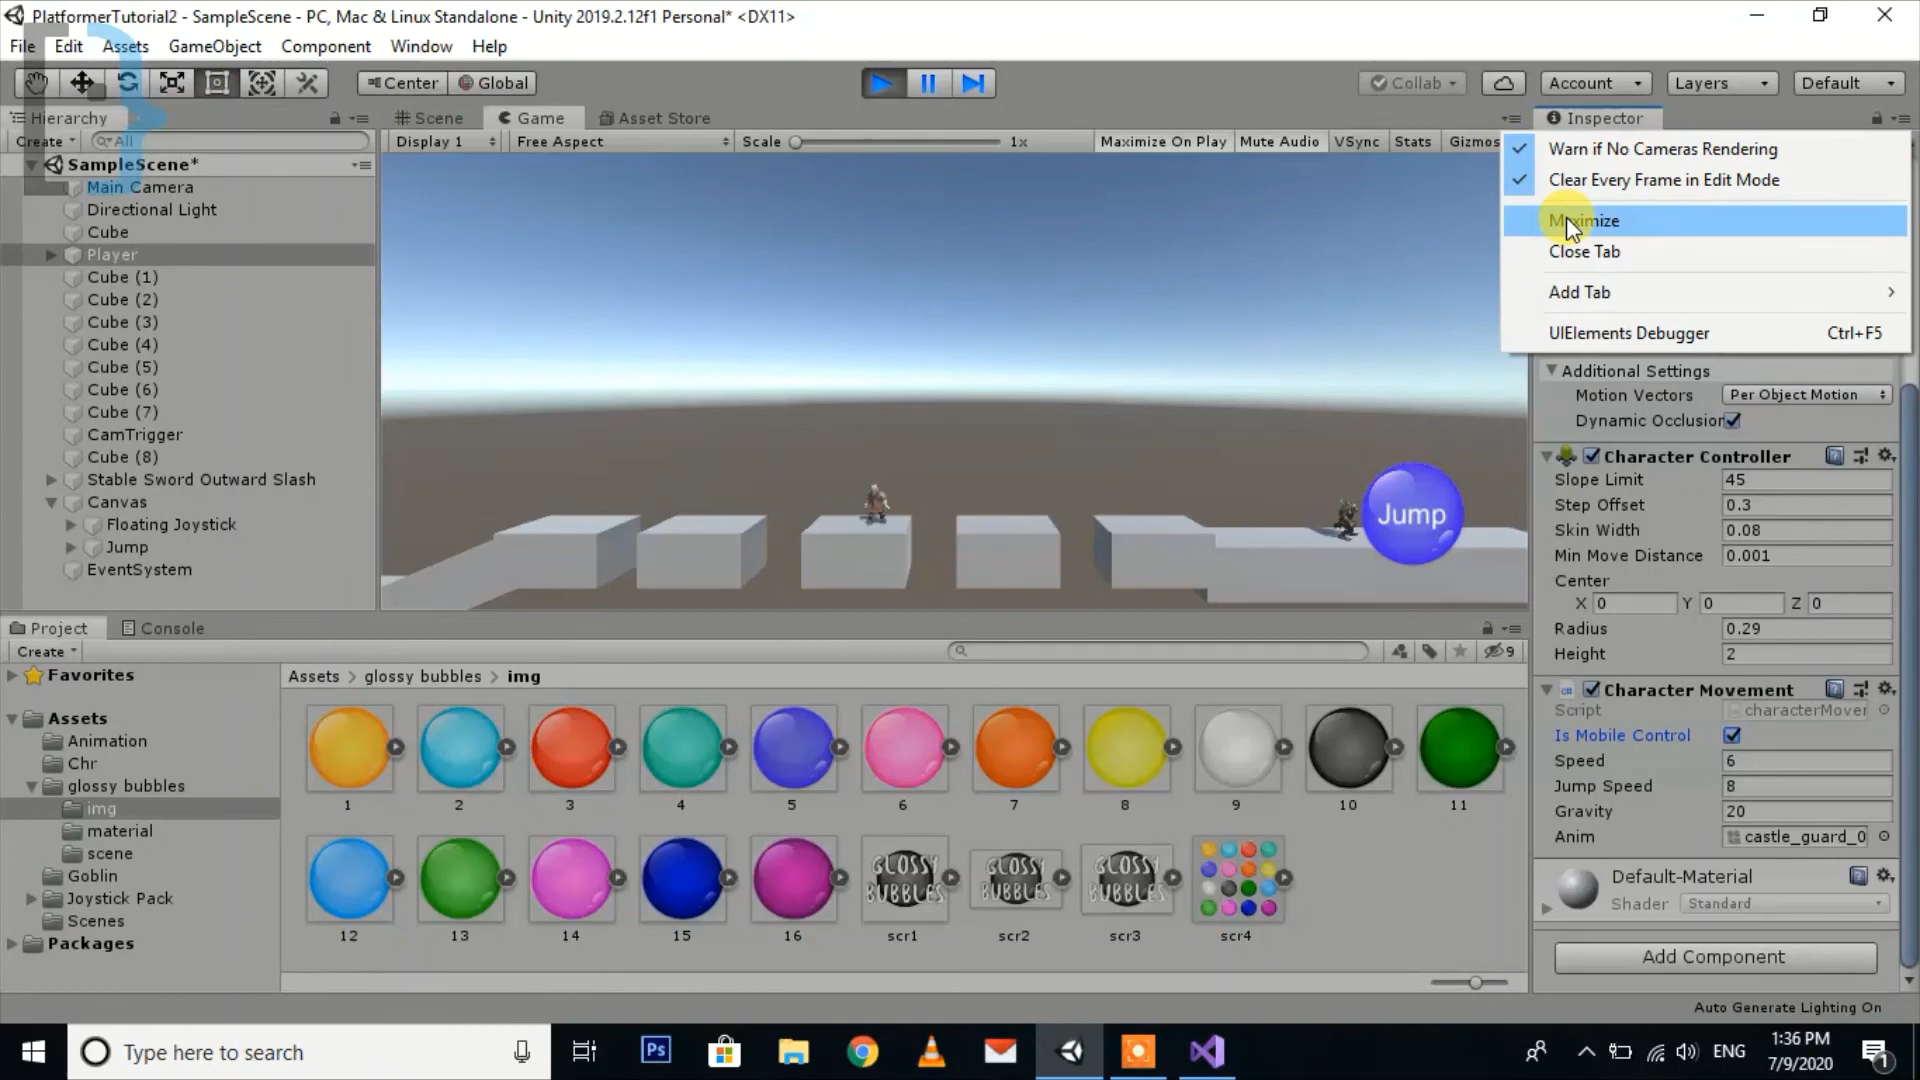 PlatformerTutorial2 - SampleScene - PC, Mac & Linux Standalone - Unity 2019.2.12f1 Personal* <DX11>
File Edit Assets GameObject Component Window Help
Center Global Collab Account Layers Default
Hierarchy
Create All
SampleScene*
Main Camera
Directional Light
Cube
Player
Cube (1)
Cube (2)
Cube (3)
Cube (4)
Cube (5)
Cube (6)
Cube (7)
CamTrigger
Cube (8)
Stable Sword Outward Slash
Canvas
Floating Joystick
Jump
EventSystem
Scene Game Asset Store
Display 1 Free Aspect Scale 1x Maximize On Play Mute Audio VSync Stats Gizmos
Jump
Inspector
Warn if No Cameras Rendering
Clear Every Frame in Edit Mode
Maximize
Close Tab
Add Tab
UIElements Debugger Ctrl+F5
Additional Settings
Motion Vectors Per Object Motion
Dynamic Occlusion
Character Controller
Slope Limit 45
Step Offset 0.3
Skin Width 0.08
Min Move Distance 0.001
Center
X 0 Y 0 Z 0
Radius 0.29
Height 2
Character Movement
Script characterMover
Is Mobile Control
Speed 6
Jump Speed 8
Gravity 20
Anim castle_guard_0
Default-Material
Shader Standard
Add Component
Auto Generate Lighting On
Project Console
Create
9
Favorites
Assets
Animation
Chr
glossy bubbles
img
material
scene
Goblin
Joystick Pack
Scenes
Packages
Assets > glossy bubbles > img
1 2 3 4 5 6 7 8 9 10 11
GLOSSY BUBBLES GLOSSY BUBBLES GLOSSY BUBBLES
12 13 14 15 16 scr1 scr2 scr3 scr4
Type here to search
Ps
ENG
1:36 PM
7/9/2020
1